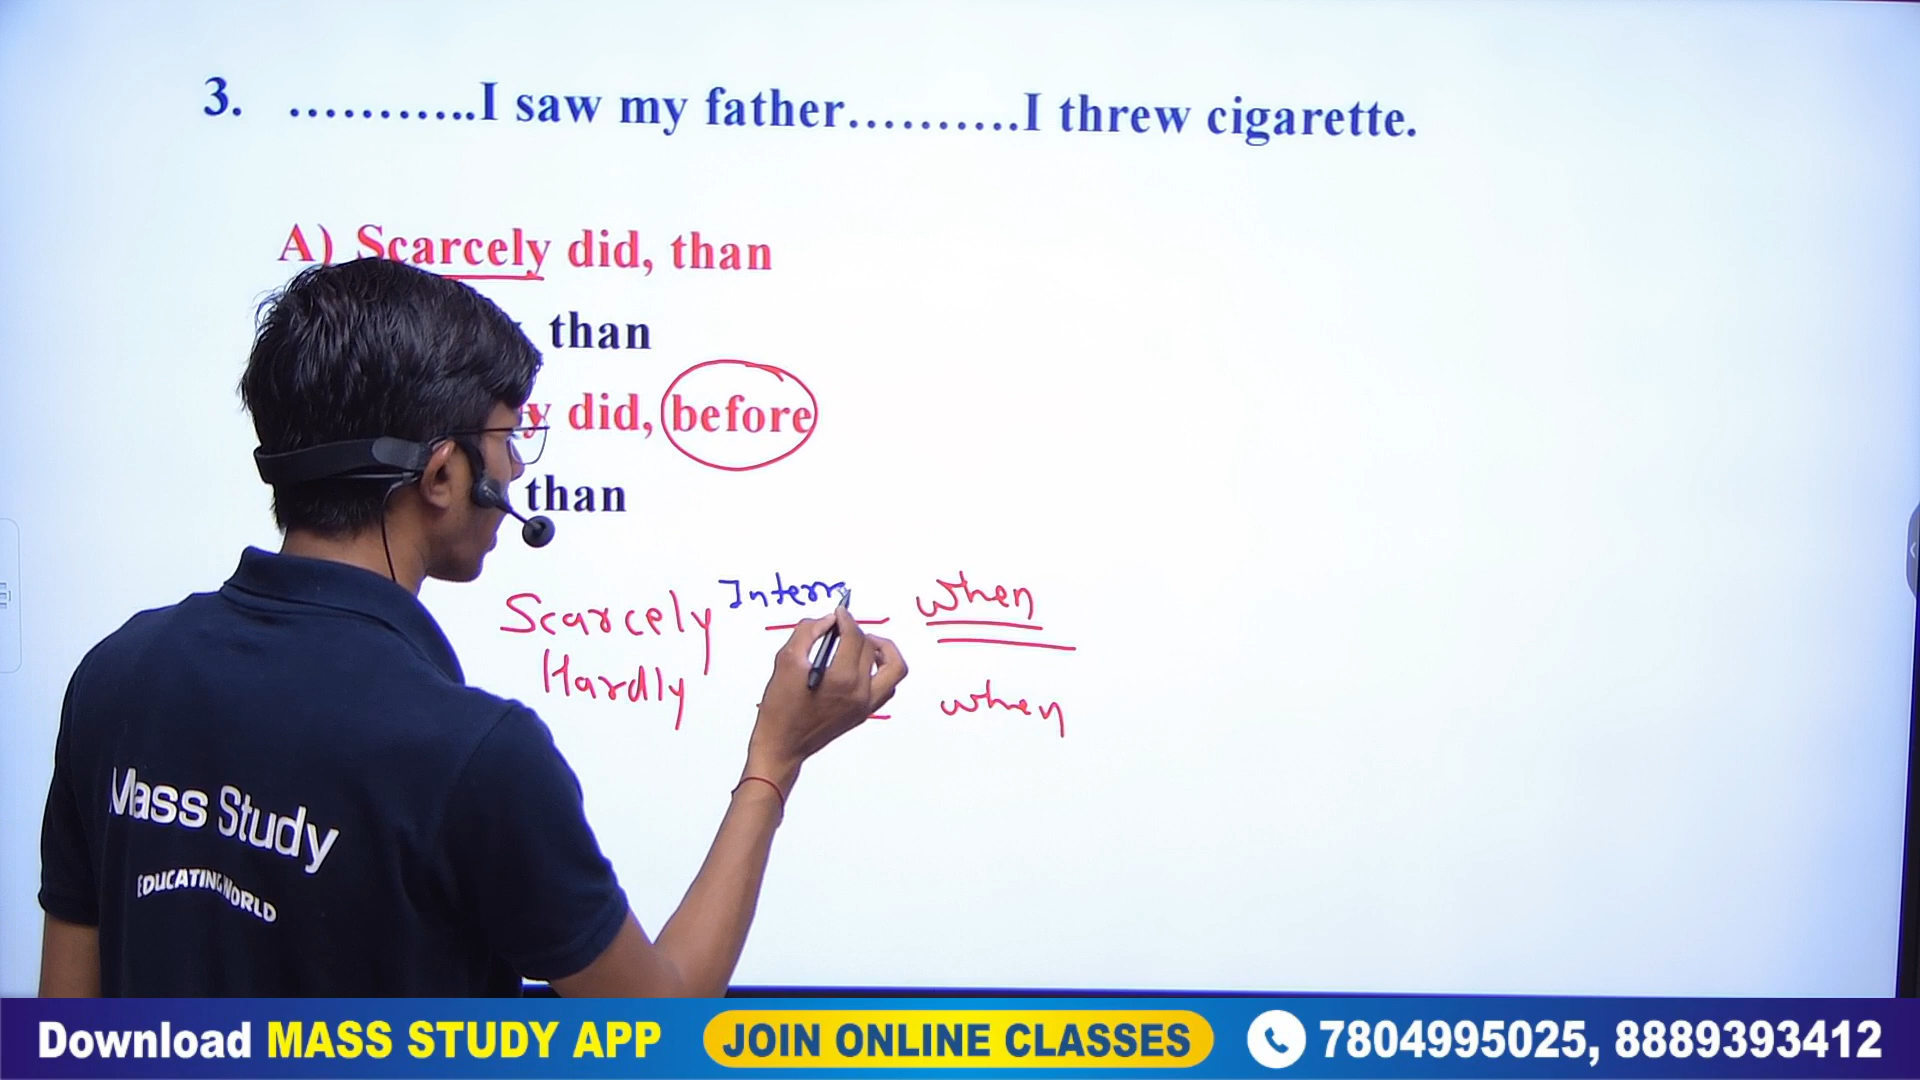 3. ...........I saw my father..........I threw cigarette.
A) Scarcely did, than
than
did, before
than
Scarcely Interr when
Hardly when
Mass Study
EDUCATING WORLD
Download MASS STUDY APP JOIN ONLINE CLASSES 7804995025, 8889393412